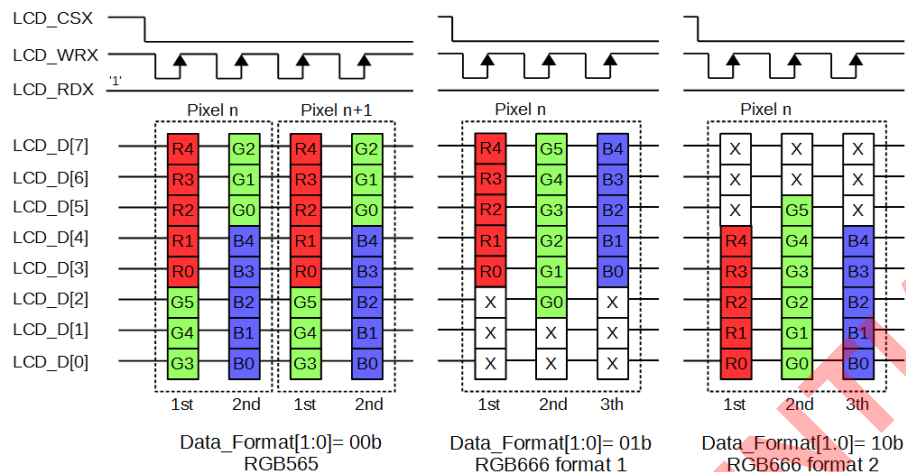 LCD_CSX
LCD_WRX
LCD_RDX '1'
Pixel n Pixel n+1 Pixel n Pixel n
LCD_D[7] R4 G2 R4 G2 R4 G5 B4 X X X
LCD_D[6] R3 G1 R3 G1 R3 G4 B3 X X X
LCD_D[5] R2 G0 R2 G0 R2 G3 B2 X G5 X
LCD_D[4] R1 B4 R1 B4 R1 G2 B1 R4 G4 B4
LCD_D[3] R0 B3 R0 B3 R0 G1 B0 R3 G3 B3
LCD_D[2] G5 B2 G5 B2 X G0 X R2 G2 B2
LCD_D[1] G4 B1 G4 B1 X X X R1 G1 B1
LCD_D[0] G3 B0 G3 B0 X X X R0 G0 B0
1st 2nd 1st 2nd 1st 2nd 3th 1st 2nd 3th
Data_Format[1:0]= 00b Data_Format[1:0]= 01b Data_Format[1:0]= 10b
RGB565 RGB666 format 1 RGB666 format 2